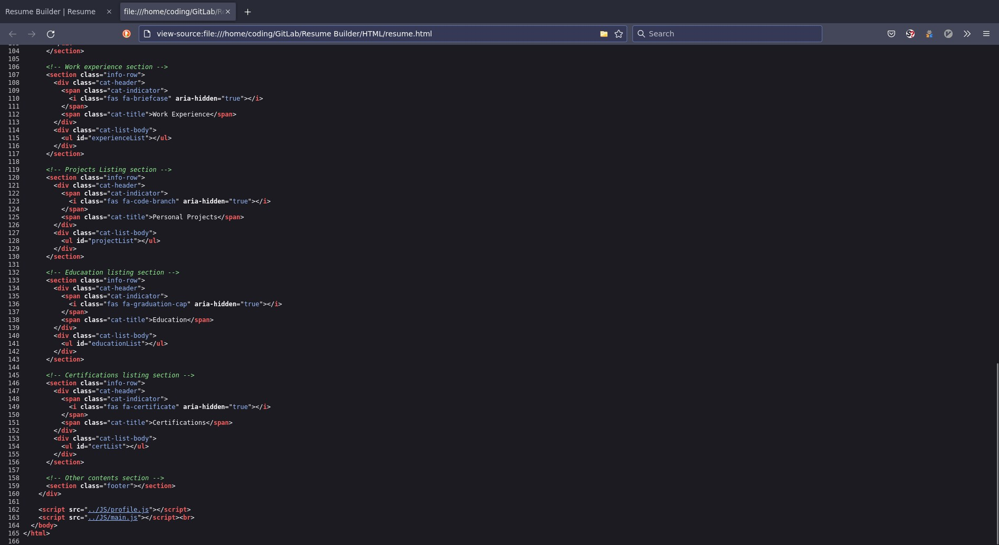 Resume Builder | Resume
file:///home/coding/GitLab/R
view-source:file:///home/coding/GitLab/Resume Builder/HTML/resume.html
Search
104       </section>
105
106       <!-- Work experience section -->
107       <section class="info-row">
108         <div class="cat-header">
109           <span class="cat-indicator">
110             <i class="fas fa-briefcase" aria-hidden="true"></i>
111           </span>
112           <span class="cat-title">Work Experience</span>
113         </div>
114         <div class="cat-list-body">
115           <ul id="experienceList"></ul>
116         </div>
117       </section>
118
119       <!-- Projects Listing section -->
120       <section class="info-row">
121         <div class="cat-header">
122           <span class="cat-indicator">
123             <i class="fas fa-code-branch" aria-hidden="true"></i>
124           </span>
125           <span class="cat-title">Personal Projects</span>
126         </div>
127         <div class="cat-list-body">
128           <ul id="projectList"></ul>
129         </div>
130       </section>
131
132       <!-- Educaation listing section -->
133       <section class="info-row">
134         <div class="cat-header">
135           <span class="cat-indicator">
136             <i class="fas fa-graduation-cap" aria-hidden="true"></i>
137           </span>
138           <span class="cat-title">Education</span>
139         </div>
140         <div class="cat-list-body">
141           <ul id="educationList"></ul>
142         </div>
143       </section>
144
145       <!-- Certifications listing section -->
146       <section class="info-row">
147         <div class="cat-header">
148           <span class="cat-indicator">
149             <i class="fas fa-certificate" aria-hidden="true"></i>
150           </span>
151           <span class="cat-title">Certifications</span>
152         </div>
153         <div class="cat-list-body">
154           <ul id="certList"></ul>
155         </div>
156       </section>
157
158       <!-- Other contents section -->
159       <section class="footer"></section>
160     </div>
161
162     <script src="../JS/profile.js"></script>
163     <script src="../JS/main.js"></script><br>
164   </body>
165 </html>
166